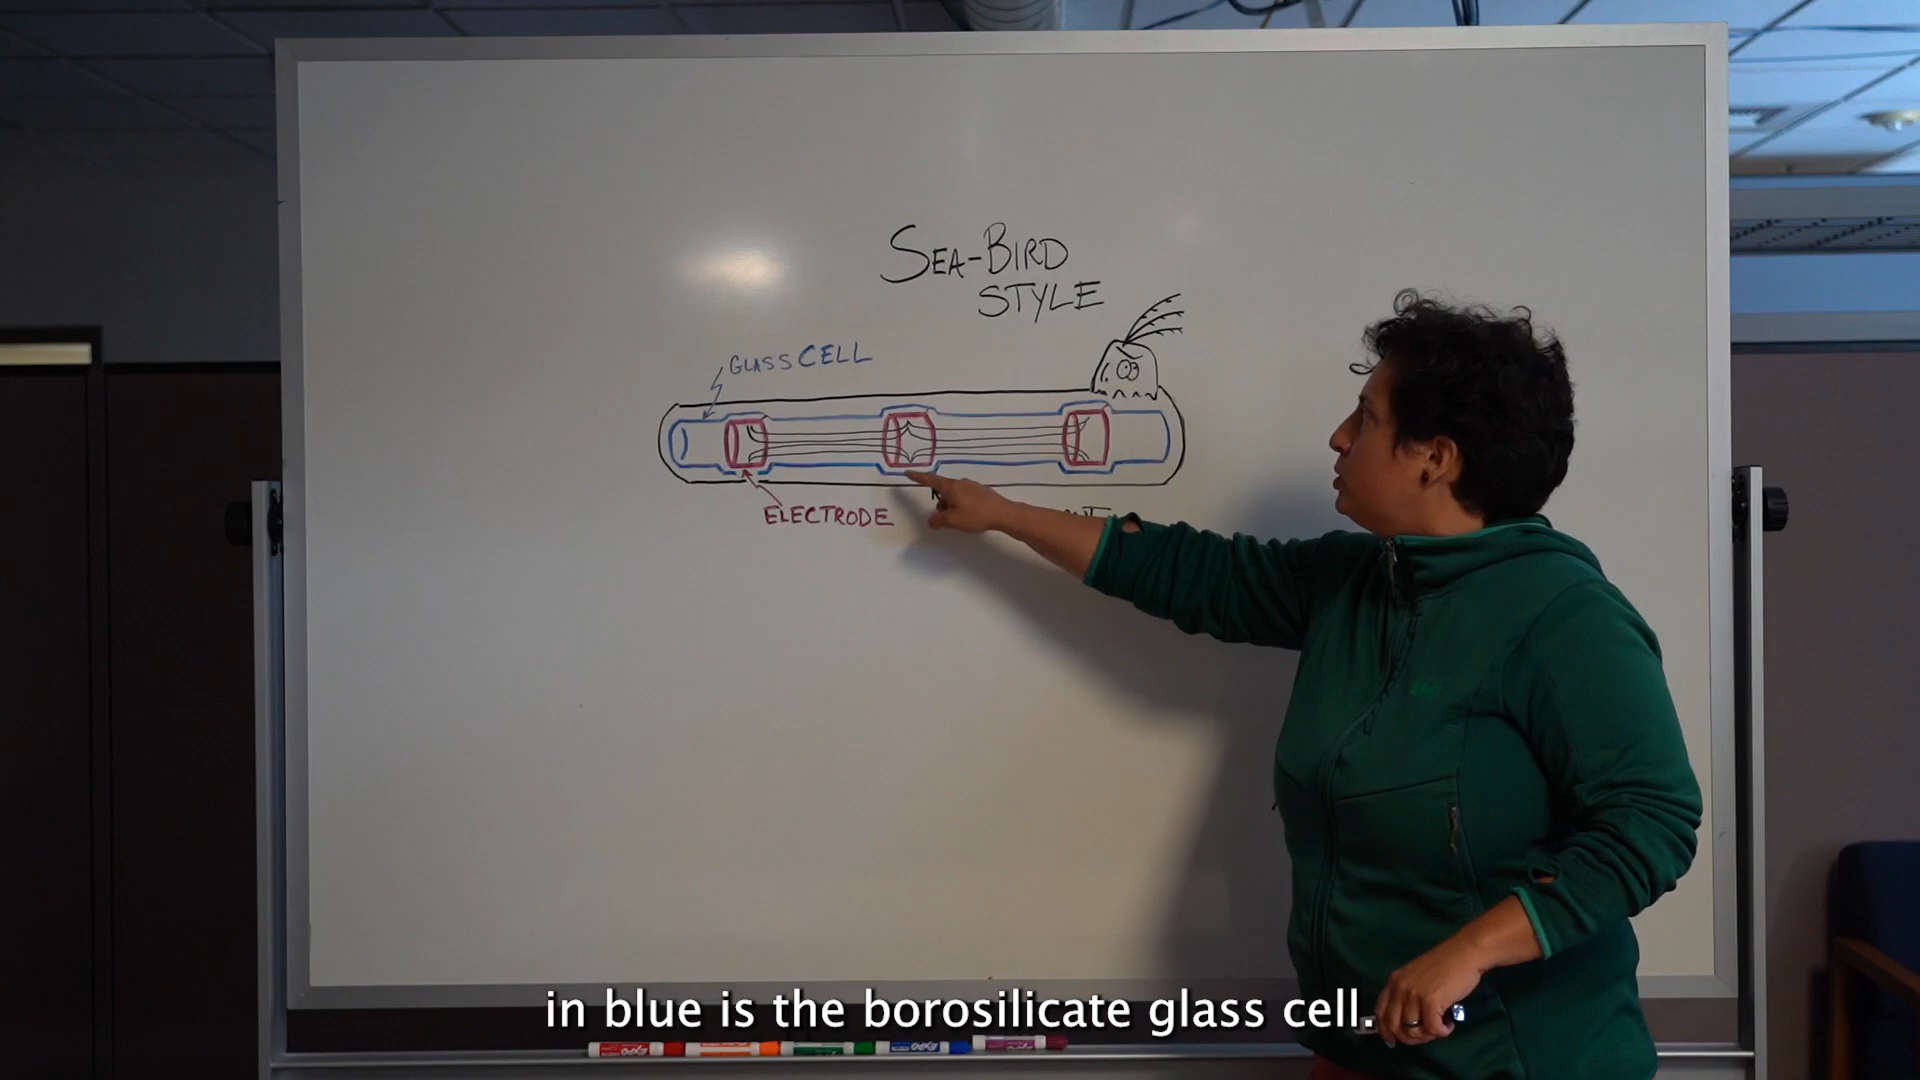 SEA-BIRD
STYLE
GLASS CELL
ELECTRODE
in blue is the borosilicate glass cell.